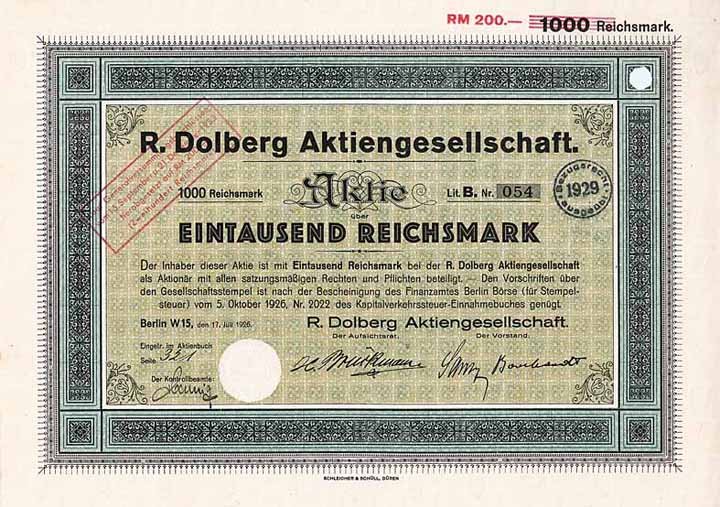 RM 200.— 1000 Reichsmark.
R. Dolberg Aktiengesellschaft.
1000 Reichsmark Aktie Lit. B. Nr. 054
über
EINTAUSEND REICHSMARK
Bezugsrecht
1929
ausgeübt
Der Inhaber dieser Aktie ist mit Eintausend Reichsmark bei der R. Dolberg Aktiengesellschaft
als Aktionär mit allen satzungsmäßigen Rechten und Pflichten beteiligt. — Den Vorschriften über
den Gesellschaftsstempel ist nach der Bescheinigung des Finanzamtes Berlin Börse (für Stempel-
steuer) vom 5. Oktober 1926, Nr. 2022 des Kapitalverkehrssteuer-Einnahmebuches genügt.
Berlin W15, den 17. Juli 1926. R. Dolberg Aktiengesellschaft.
Der Aufsichtsrat. Der Vorstand.
Eingetr. im Aktienbuch
Seite 321
Der Kontrollbeamte:
SCHLEICHER & SCHÜLL, DÜREN